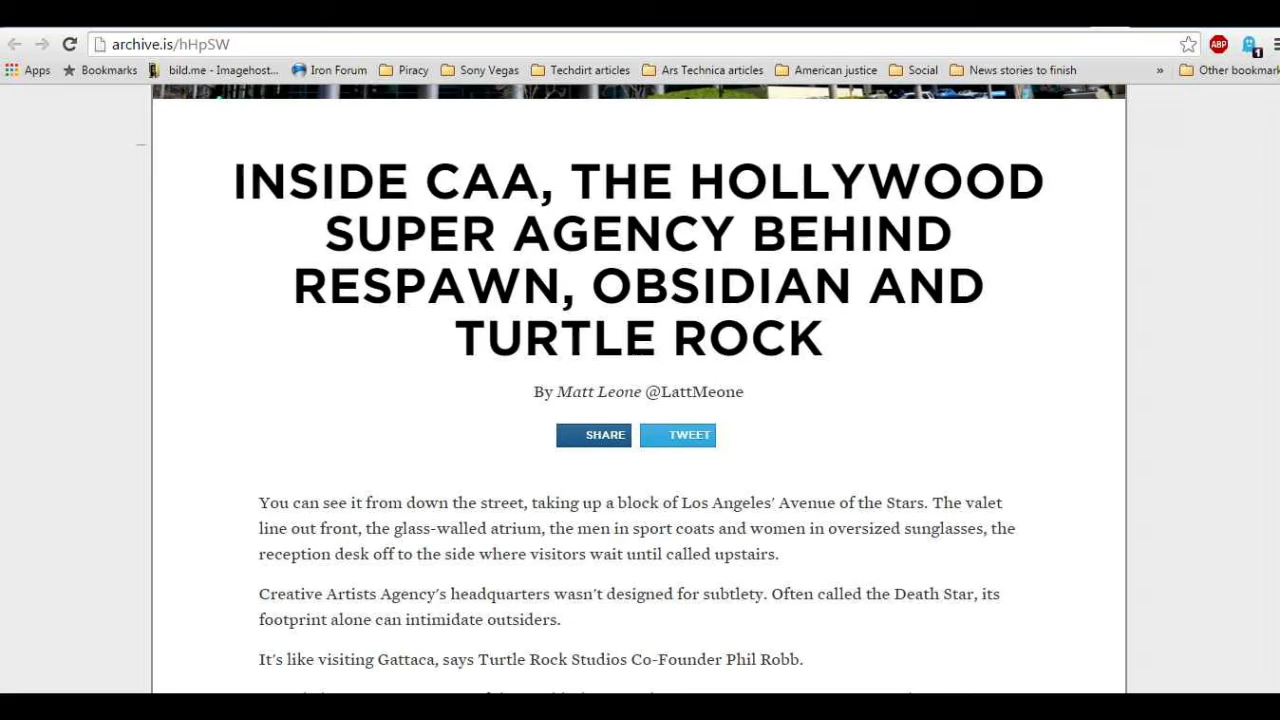 archive.is/hHpSW
ABP
1
Apps Bookmarks bild.me - Imagehost... Iron Forum Piracy Sony Vegas Techdirt articles Ars Technica articles American justice Social News stories to finish » Other bookmark
INSIDE CAA, THE HOLLYWOOD
SUPER AGENCY BEHIND
RESPAWN, OBSIDIAN AND
TURTLE ROCK
By Matt Leone @LattMeone
SHARE TWEET
You can see it from down the street, taking up a block of Los Angeles' Avenue of the Stars. The valet
line out front, the glass-walled atrium, the men in sport coats and women in oversized sunglasses, the
reception desk off to the side where visitors wait until called upstairs.
Creative Artists Agency's headquarters wasn't designed for subtlety. Often called the Death Star, its
footprint alone can intimidate outsiders.
It's like visiting Gattaca, says Turtle Rock Studios Co-Founder Phil Robb.